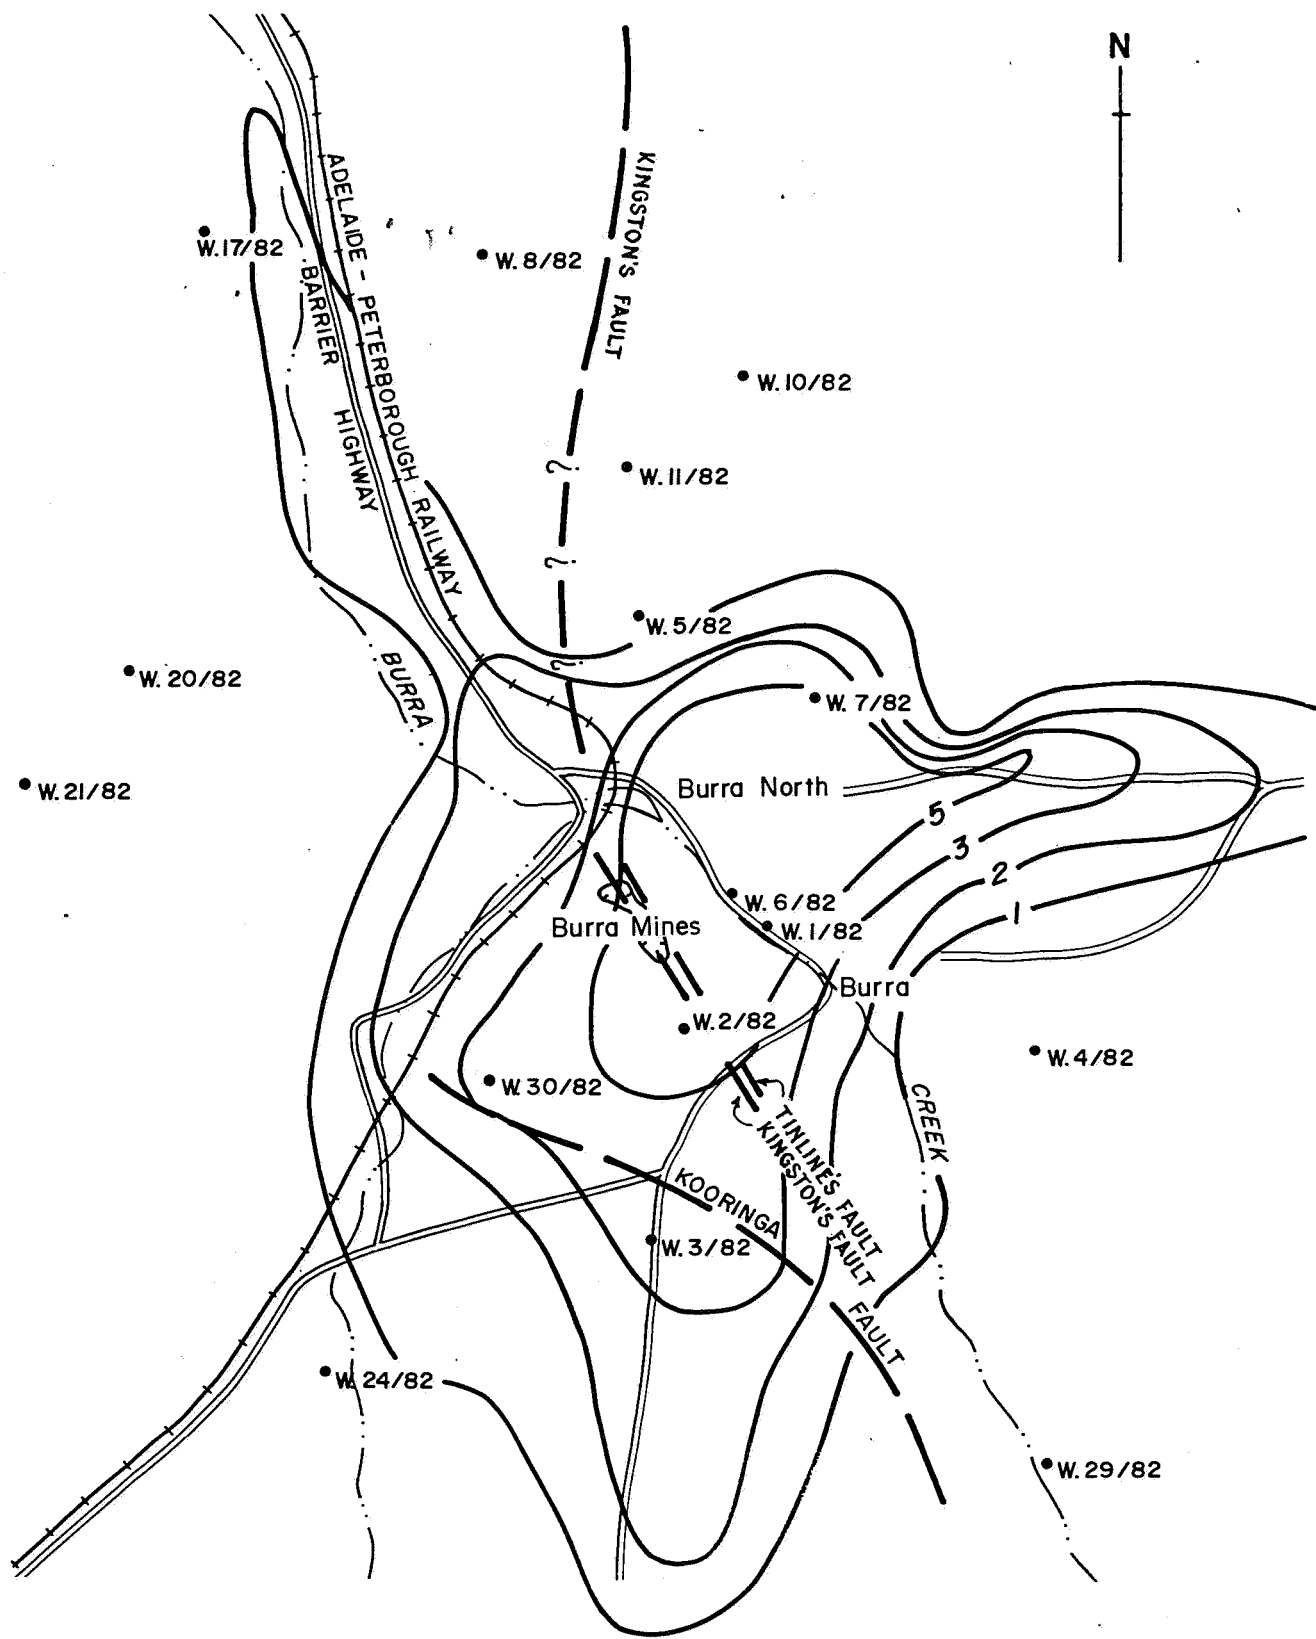 N
KINGSTON'S FAULT
ADELAIDE - PETERBOROUGH RAILWAY
W.17/82
W.8/82
BARRIER HIGHWAY
W.10/82
?
W.11/82
?
W.5/82
?
BURRA
W.20/82
W.7/82
W.21/82
Burra North
5
3
2
W.6/82
1
Burra Mines
W.1/82
Burra
W.2/82
W.4/82
W.30/82
CREEK
TINLINE'S FAULT
KINGSTON'S FAULT
KOORINGA FAULT
W.3/82
W.24/82
W.29/82